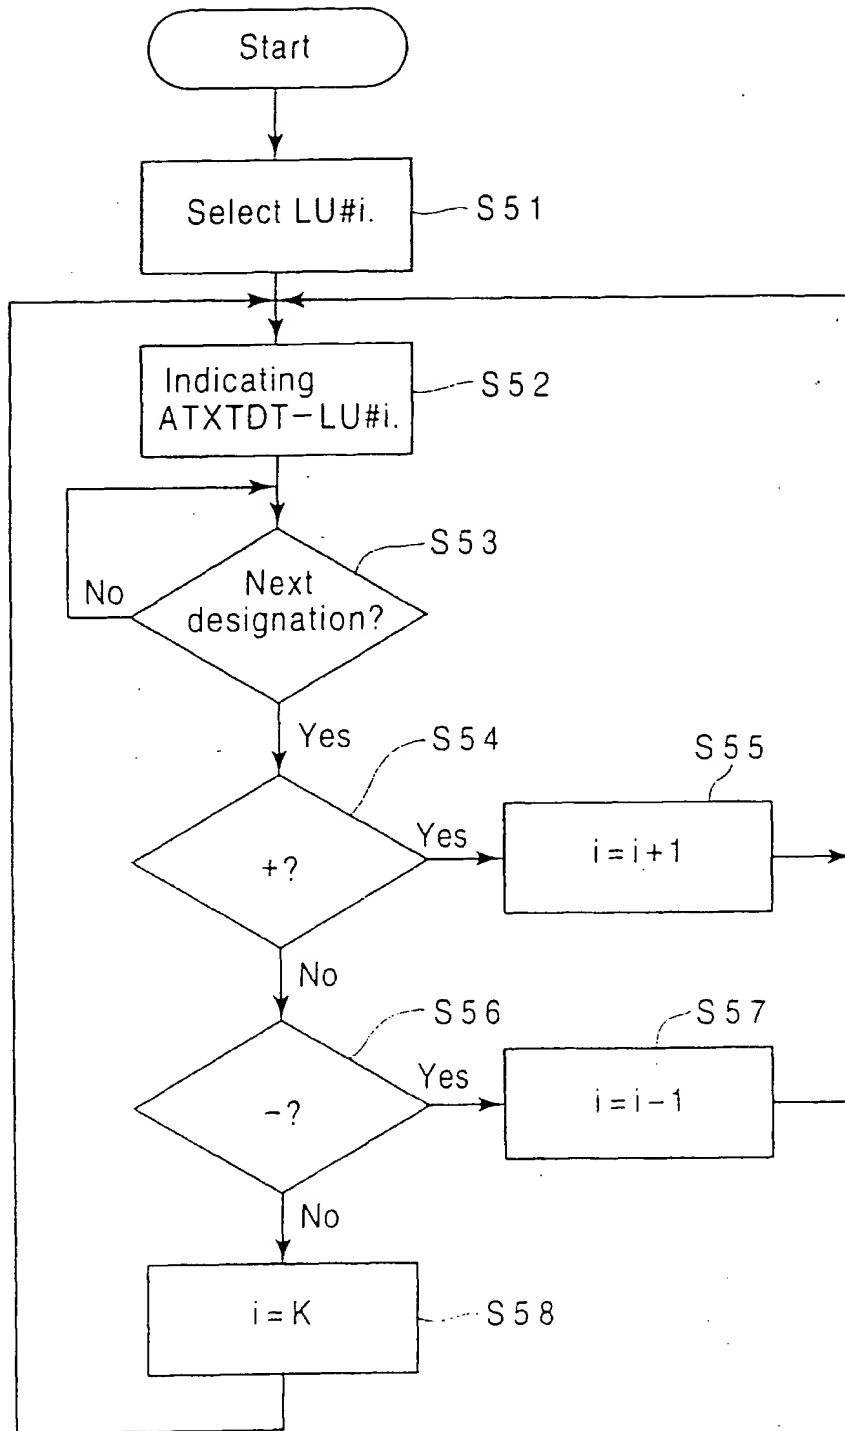 Start
Select LU#i.
S51
Indicating
ATXTDT-LU#i.
S52
S53
Next
designation?
No
Yes
S54
+?
Yes
S55
i=i+1
No
S56
-?
Yes
S57
i=i-1
No
i=K
S58